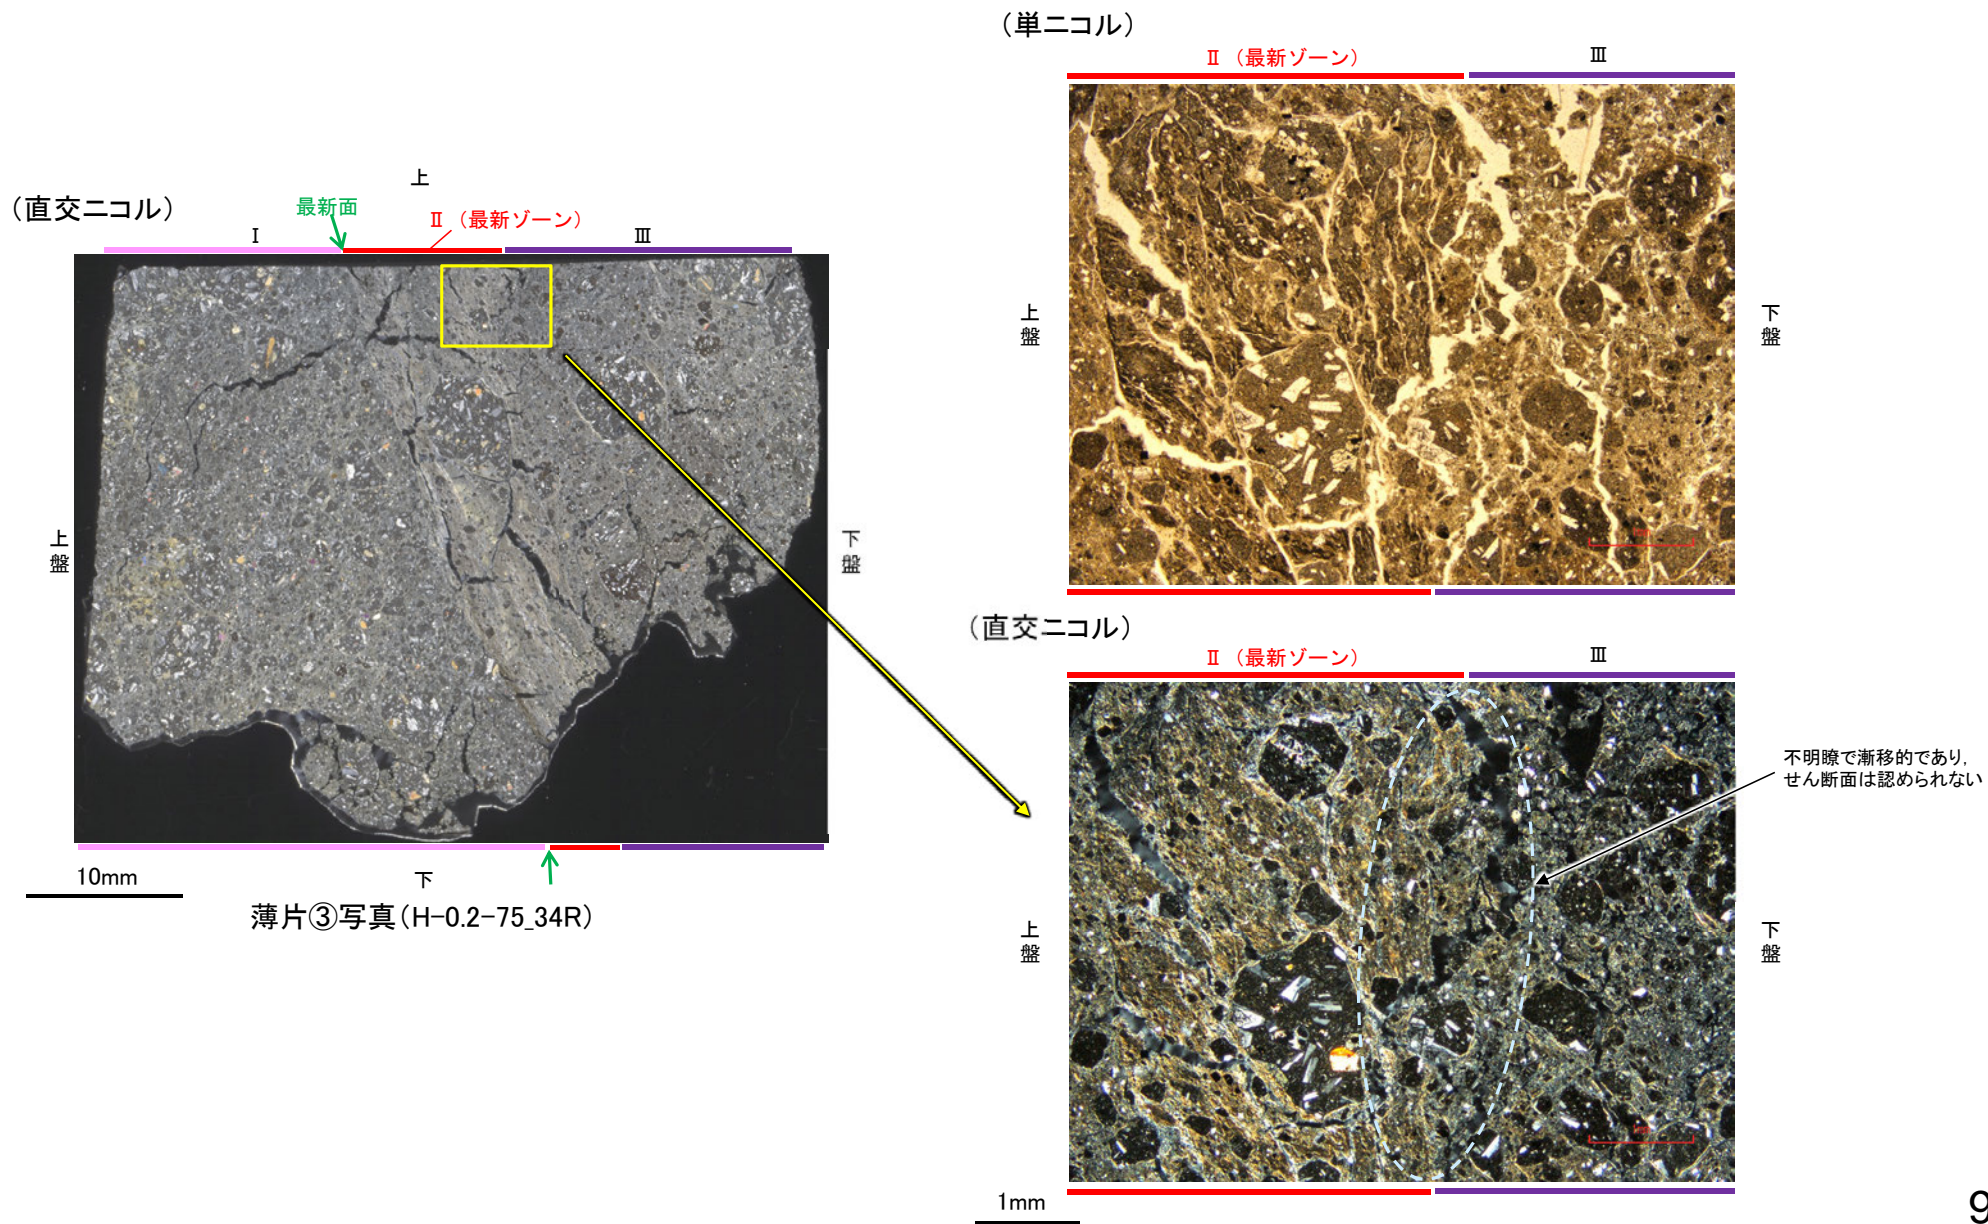 (単ニコル)
Ⅱ (最新ゾーン)
Ⅲ
上盤
下盤
(直交ニコル)
上
最新面
Ⅱ (最新ゾーン)
Ⅰ
Ⅲ
上盤
下盤
下
10mm
薄片③写真(H-0.2-75_34R)
(直交ニコル)
Ⅱ (最新ゾーン)
Ⅲ
上盤
下盤
不明瞭で漸移的であり,
せん断面は認められない
1mm
9